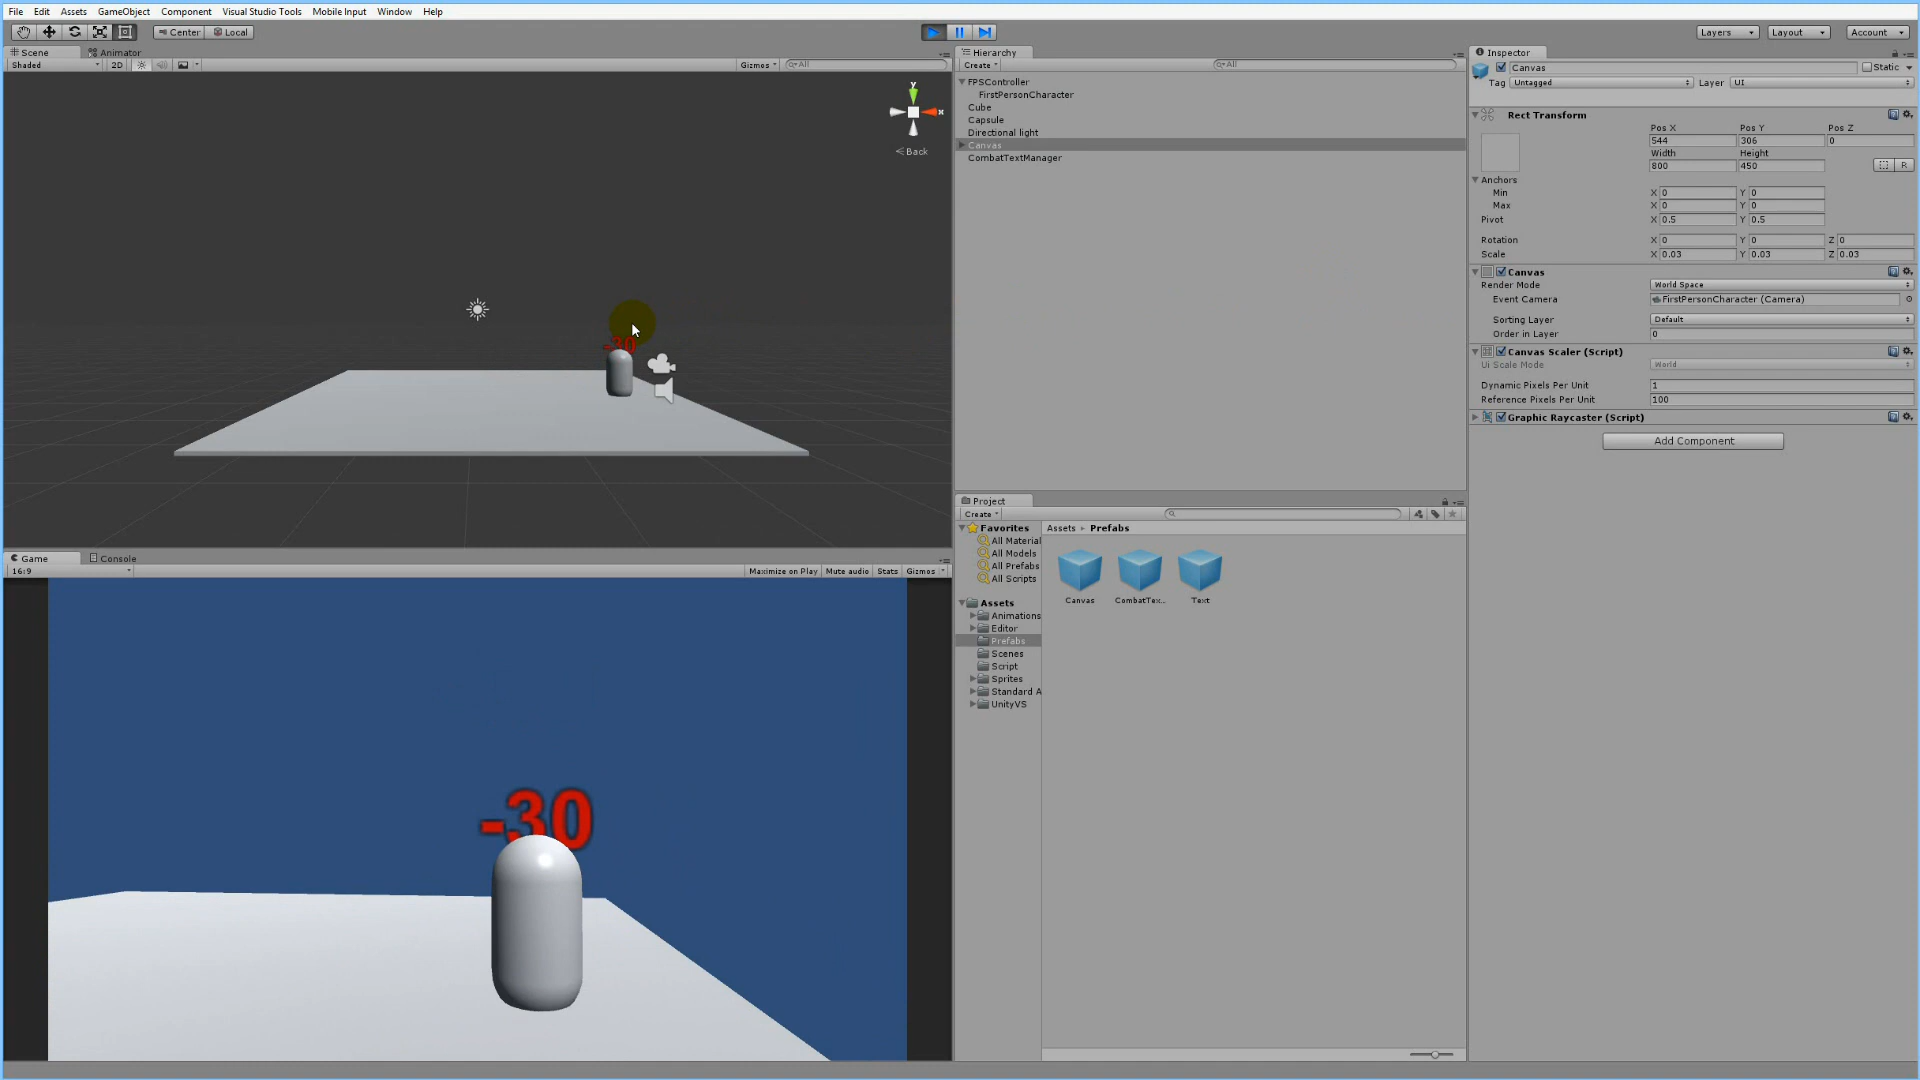 File Edit Assets GameObject Component Visual Studio Tools Mobile Input Window Help
Center Local
Layers Layout Account
Scene Animator
Shaded 2D Gizmos All
y
x
Back
-30
Game Console
16:9 Maximize on Play Mute audio Stats Gizmos
-30
Hierarchy
Create All
FPSController
FirstPersonCharacter
Cube
Capsule
Directional light
Canvas
CombatTextManager
Project
Create
Favorites
All Material
All Models
All Prefabs
All Scripts
Assets
Animations
Editor
Prefabs
Scenes
Script
Sprites
Standard A
UnityVS
Assets Prefabs
Canvas CombatTex... Text
Inspector
Canvas Static
Tag Untagged Layer UI
Rect Transform
Pos X Pos Y Pos Z
544 306 0
Width Height
800 450
R
Anchors
Min X 0 Y 0
Max X 0 Y 0
Pivot X 0.5 Y 0.5
Rotation X 0 Y 0 Z 0
Scale X 0.03 Y 0.03 Z 0.03
Canvas
Render Mode World Space
Event Camera FirstPersonCharacter (Camera)
Sorting Layer Default
Order in Layer 0
Canvas Scaler (Script)
Ui Scale Mode World
Dynamic Pixels Per Unit 1
Reference Pixels Per Unit 100
Graphic Raycaster (Script)
Add Component